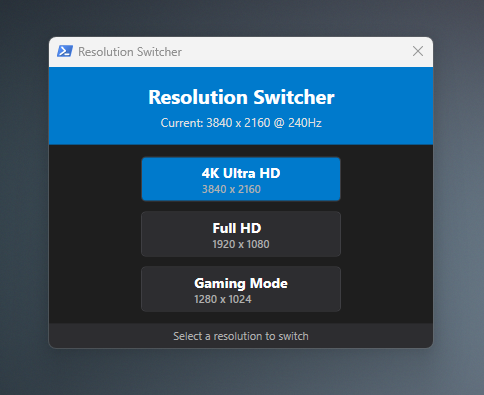 Resolution Switcher
Resolution Switcher
Current: 3840 x 2160 @ 240Hz
4K Ultra HD
3840 x 2160
Full HD
1920 x 1080
Gaming Mode
1280 x 1024
Select a resolution to switch